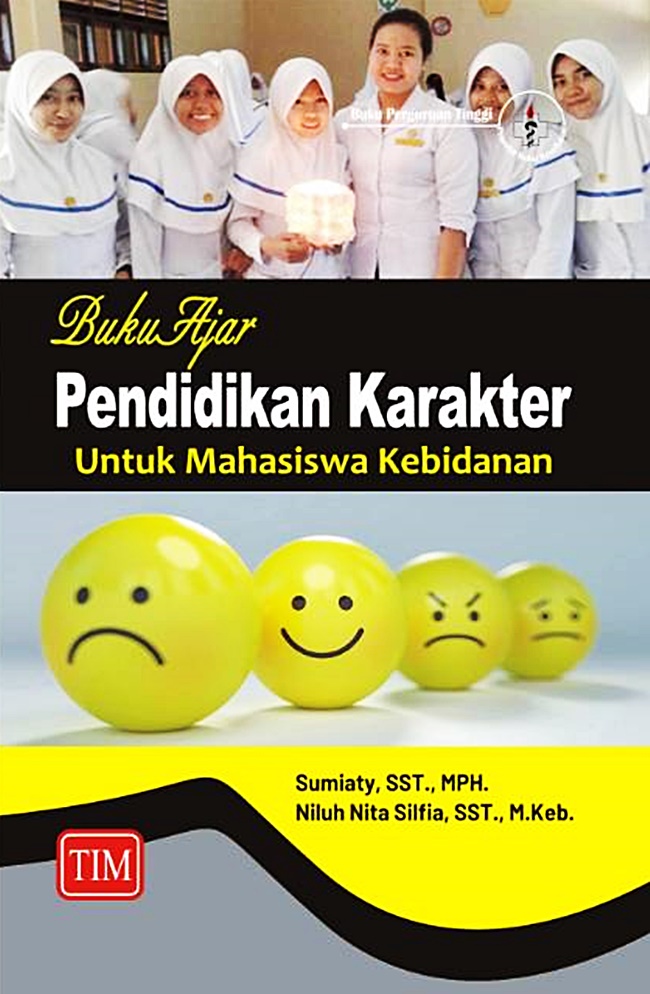 Buku Perguruan Tinggi
Buku Ajar
Pendidikan Karakter
Untuk Mahasiswa Kebidanan
Sumiaty, SST., MPH.
Niluh Nita Silfia, SST., M.Keb.
TIM